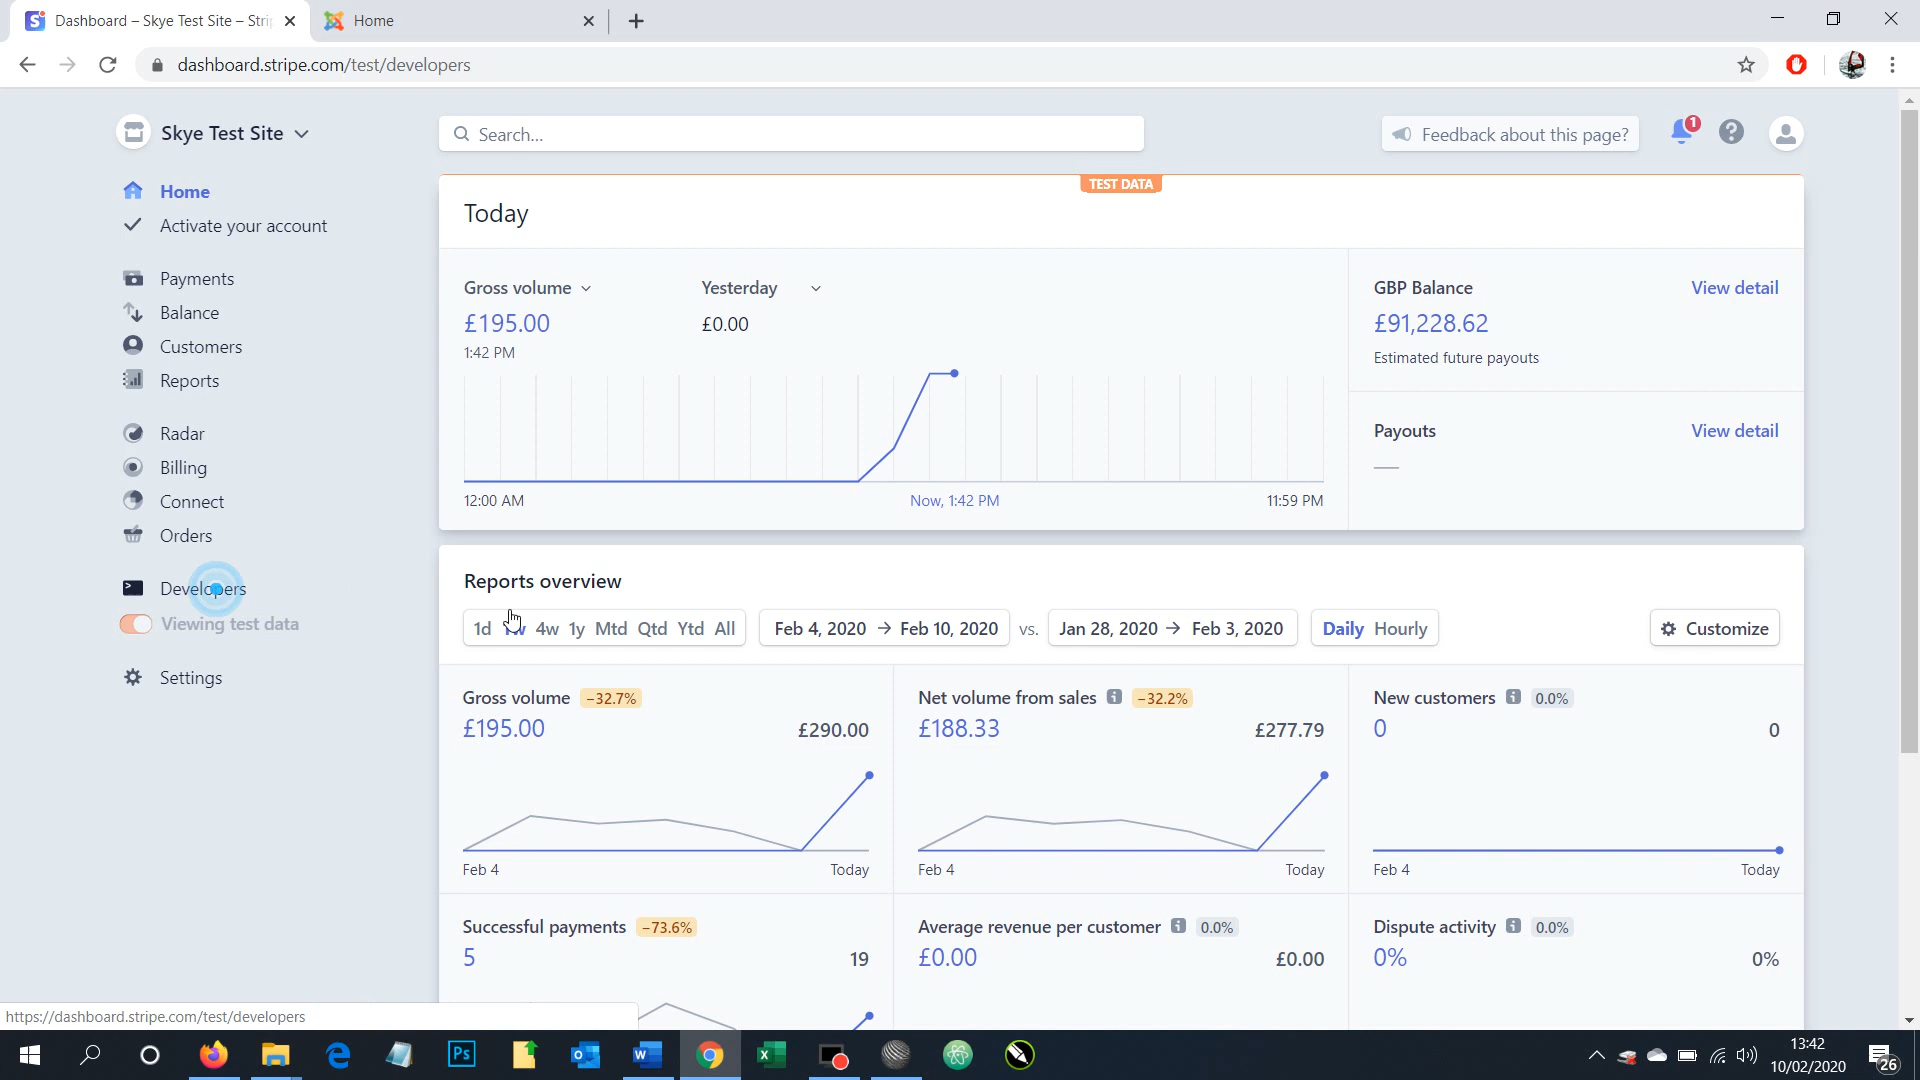 Dashboard – Skye Test Site – Stri
Home
dashboard.stripe.com/test/developers
Skye Test Site
Search...
Feedback about this page?
1
Home
Activate your account
Payments
Balance
Customers
Reports
Radar
Billing
Connect
Orders
Developers
Viewing test data
Settings
TEST DATA
Today
Gross volume
Yesterday
£195.00
£0.00
1:42 PM
12:00 AM
Now, 1:42 PM
11:59 PM
GBP Balance
View detail
£91,228.62
Estimated future payouts
Payouts
View detail
—
Reports overview
1d 4w 1y Mtd Qtd Ytd All
Feb 4, 2020 → Feb 10, 2020
vs.
Jan 28, 2020 → Feb 3, 2020
Daily Hourly
Customize
Gross volume -32.7%
£195.00 £290.00
Feb 4 Today
Net volume from sales -32.2%
£188.33 £277.79
Feb 4 Today
New customers 0.0%
0 0
Feb 4 Today
Successful payments -73.6%
5 19
Average revenue per customer 0.0%
£0.00 £0.00
Dispute activity 0.0%
0% 0%
https://dashboard.stripe.com/test/developers
Ps
13:42
10/02/2020
26